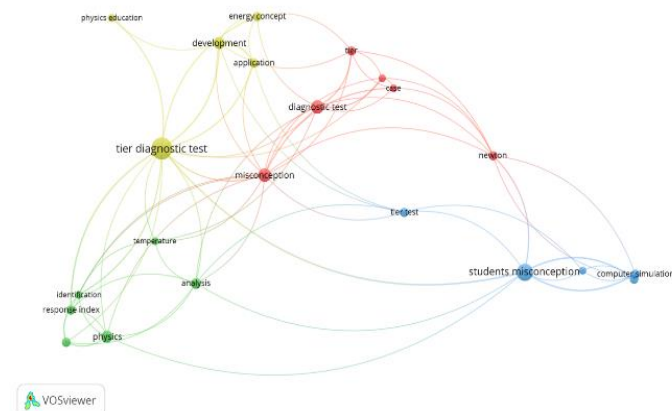 physics education
energy concept
development
tier
application
case
diagnostic test
tier diagnostic test
newton
misconception
tier test
temperature
students misconception
computer simulation
analysis
identification
response index
physics
VOSviewer